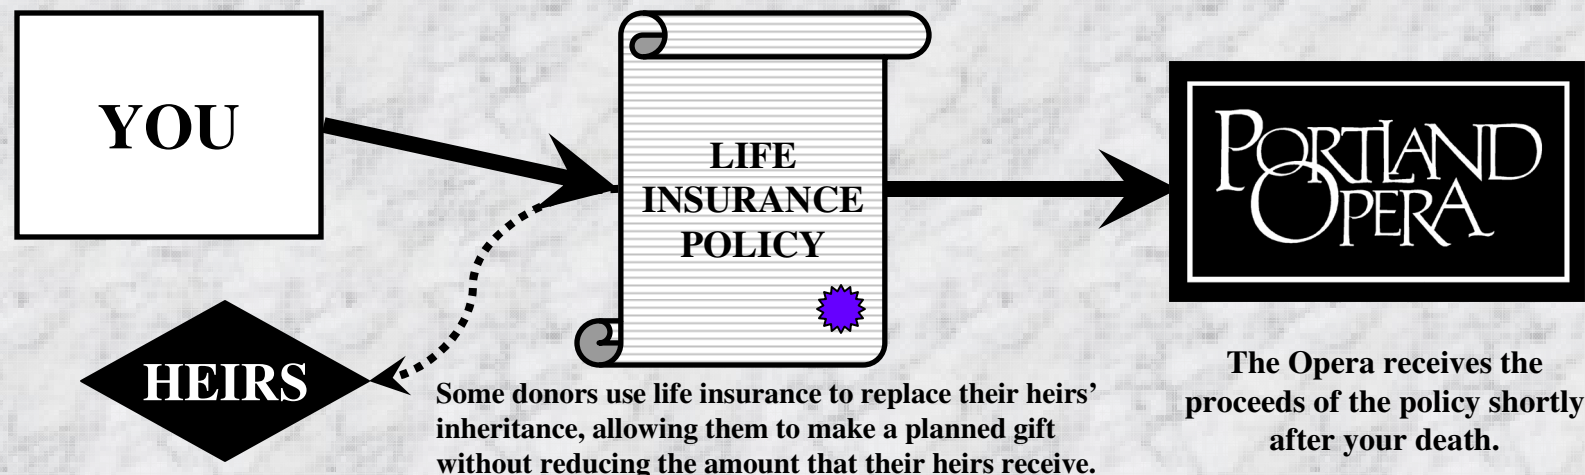 YOU
LIFE
INSURANCE
POLICY
PORTLAND
OPERA
HEIRS
Some donors use life insurance to replace their heirs’
inheritance, allowing them to make a planned gift
without reducing the amount that their heirs receive.
The Opera receives the
proceeds of the policy shortly
after your death.